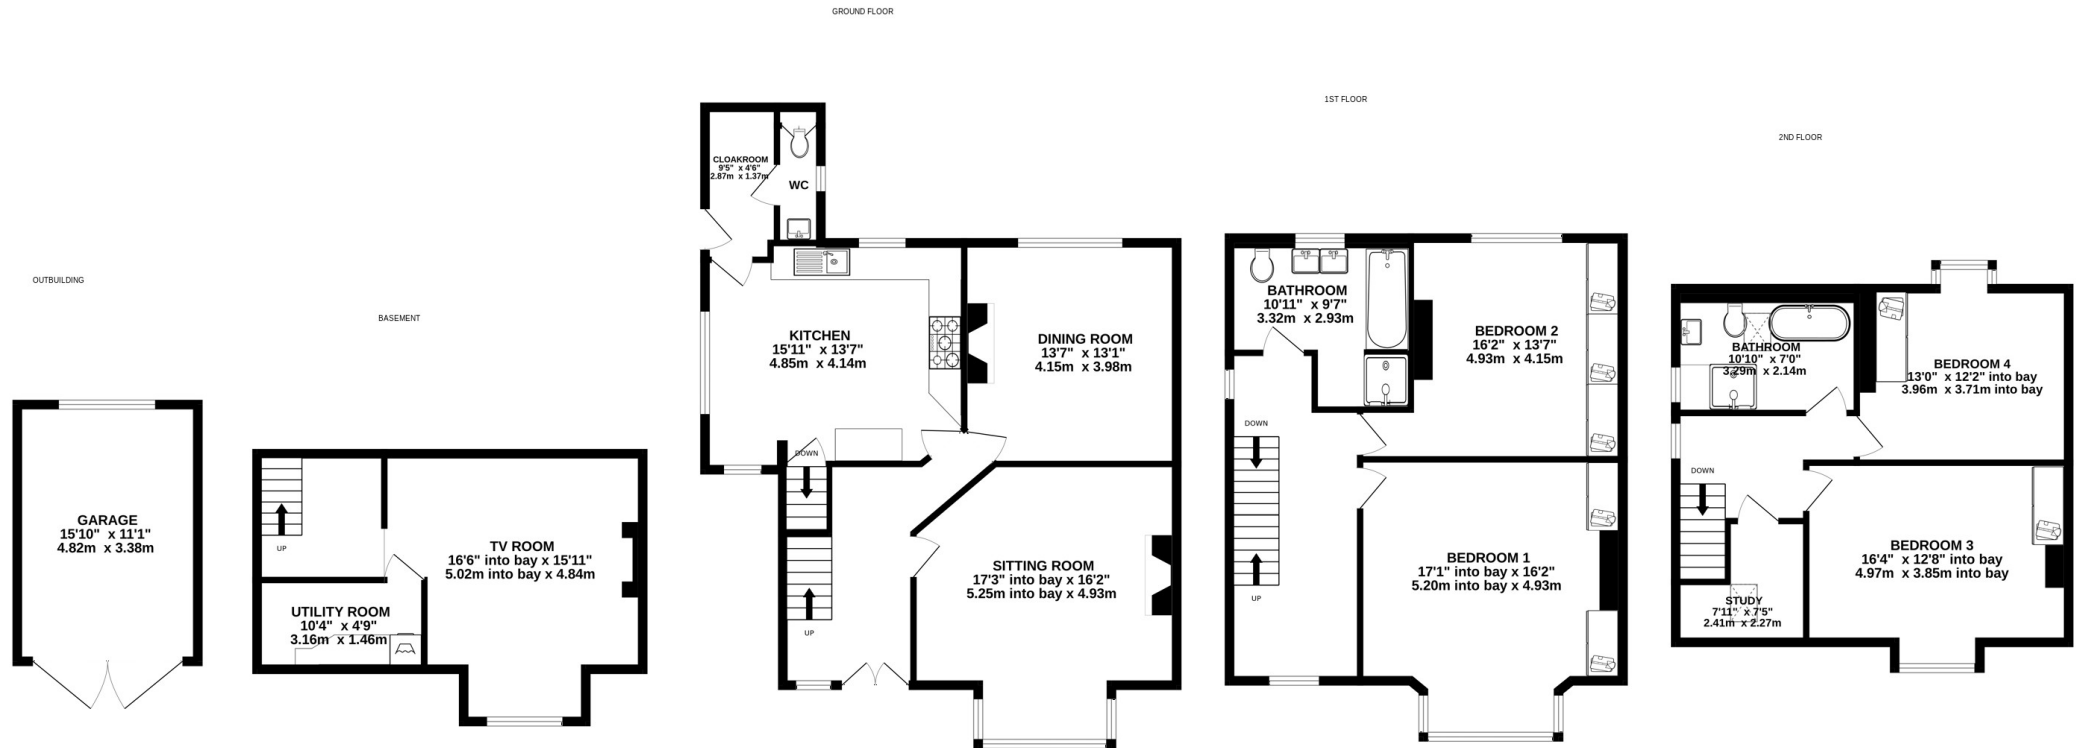 OUTBUILDING
GARAGE
15'10" x 11'1"
4.82m x 3.38m
BASEMENT
UP
TV ROOM
16'6" into bay x 15'11"
5.02m into bay x 4.84m
UTILITY ROOM
10'4" x 4'9"
3.16m x 1.46m
GROUND FLOOR
CLOAKROOM
9'5" x 4'6"
2.87m x 1.37m
WC
KITCHEN
15'11" x 13'7"
4.85m x 4.14m
DINING ROOM
13'7" x 13'1"
4.15m x 3.98m
DOWN
SITTING ROOM
17'3" into bay x 16'2"
5.25m into bay x 4.93m
UP
1ST FLOOR
BATHROOM
10'11" x 9'7"
3.32m x 2.93m
BEDROOM 2
16'2" x 13'7"
4.93m x 4.15m
DOWN
BEDROOM 1
17'1" into bay x 16'2"
5.20m into bay x 4.93m
UP
2ND FLOOR
BATHROOM
10'10" x 7'0"
3.29m x 2.14m
BEDROOM 4
13'0" x 12'2" into bay
3.96m x 3.71m into bay
DOWN
BEDROOM 3
16'4" x 12'8" into bay
4.97m x 3.85m into bay
STUDY
7'11" x 7'5"
2.41m x 2.27m